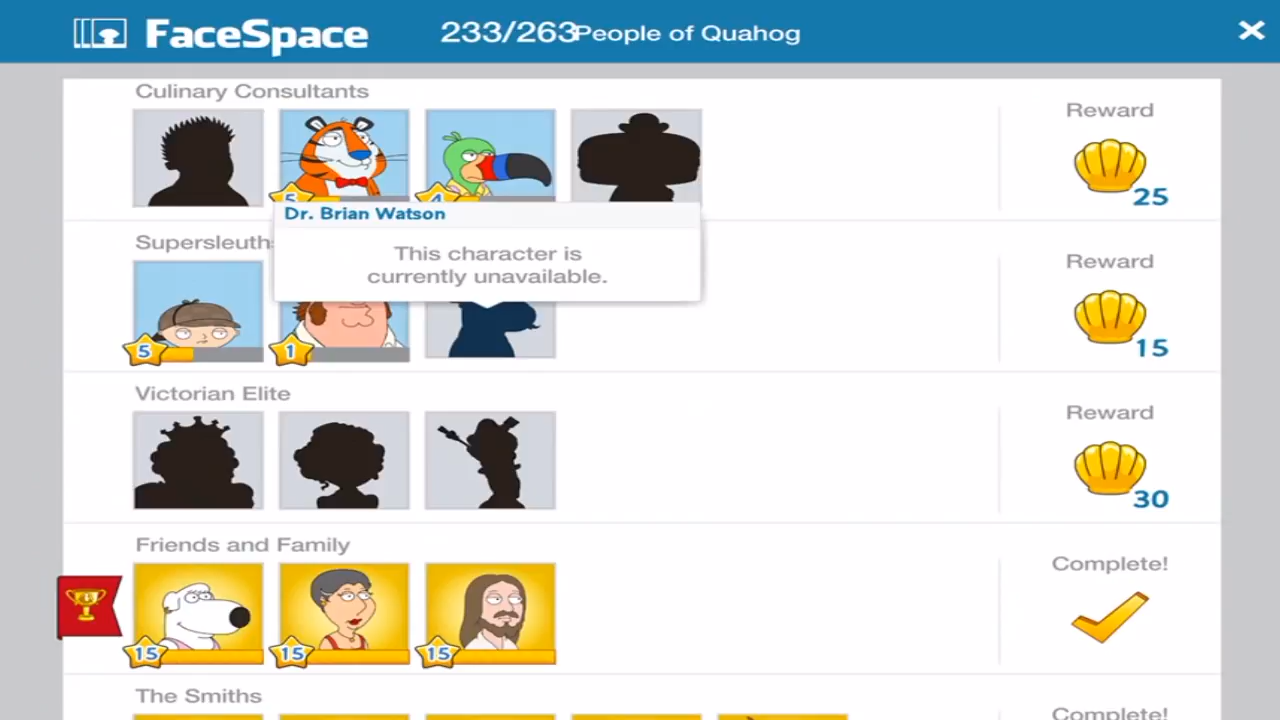 FaceSpace
233/263 People of Quahog
Culinary Consultants
Reward
5
4
25
Dr. Brian Watson
This character is
currently unavailable.
Supersleuths
Reward
5
1
15
Victorian Elite
Reward
30
Friends and Family
Complete!
15
15
15
The Smiths
Complete!